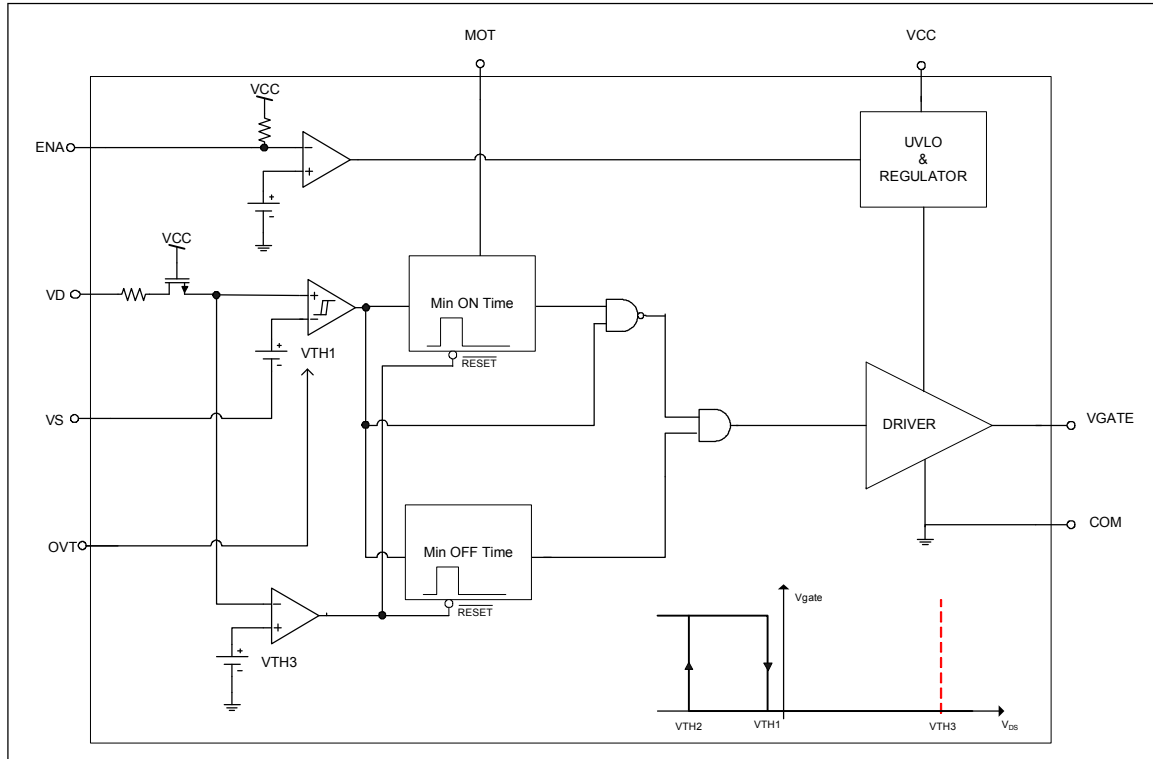 MOT
VCC
VCC
ENA
UVLO
&
REGULATOR
VCC
VD
Min ON Time
RESET
VTH1
VS
DRIVER
VGATE
COM
OVT
Min OFF Time
RESET
VTH3
Vgate
VTH2
VTH1
VTH3
VDS